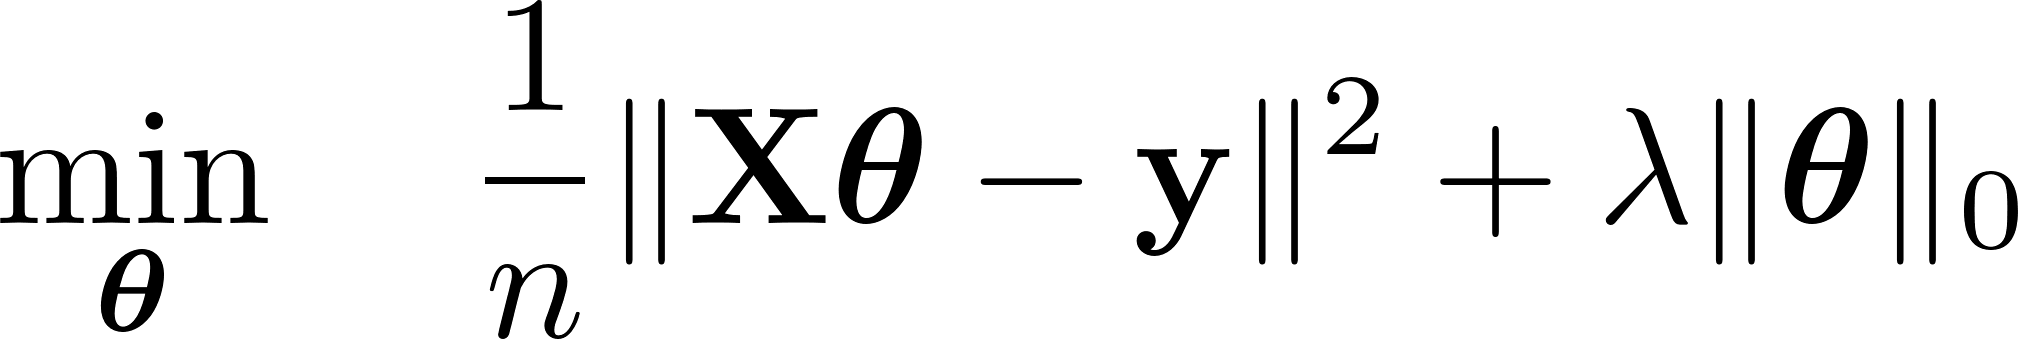 min_θ 1/n ‖Xθ − y‖² + λ‖θ‖₀